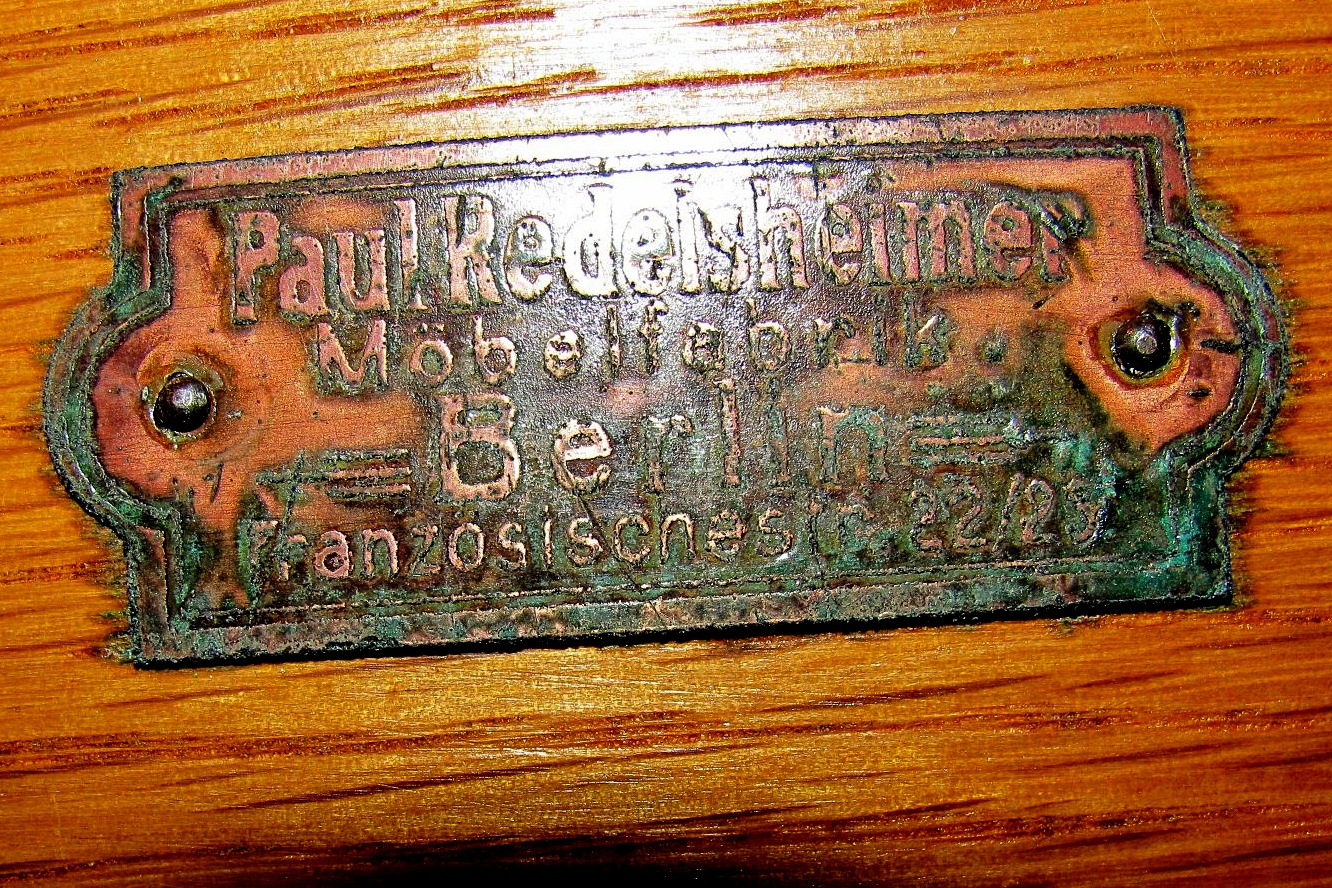 Paul Redelsheimer
Möbelfabrik.
Berlin
Französischestr. 22/23